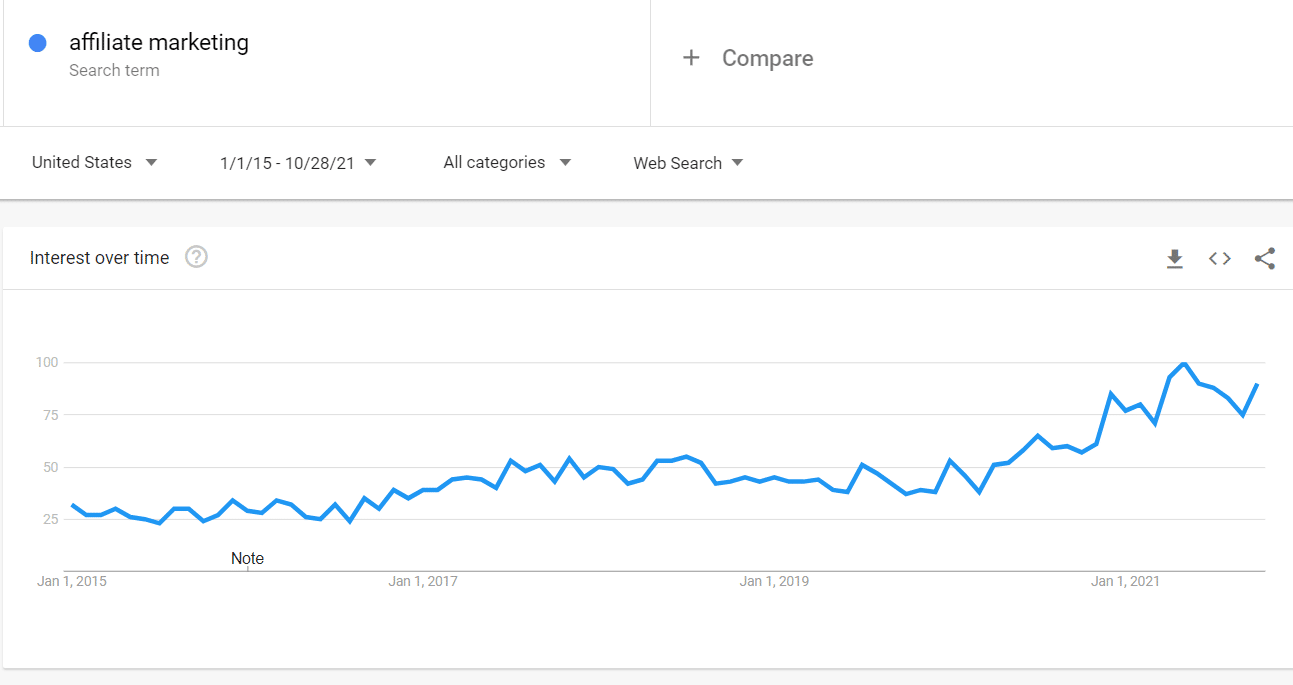 affiliate marketing
Search term
+ Compare
United States
1/1/15 - 10/28/21
All categories
Web Search
Interest over time ?
100
75
50
25
Note
Jan 1, 2015
Jan 1, 2017
Jan 1, 2019
Jan 1, 2021